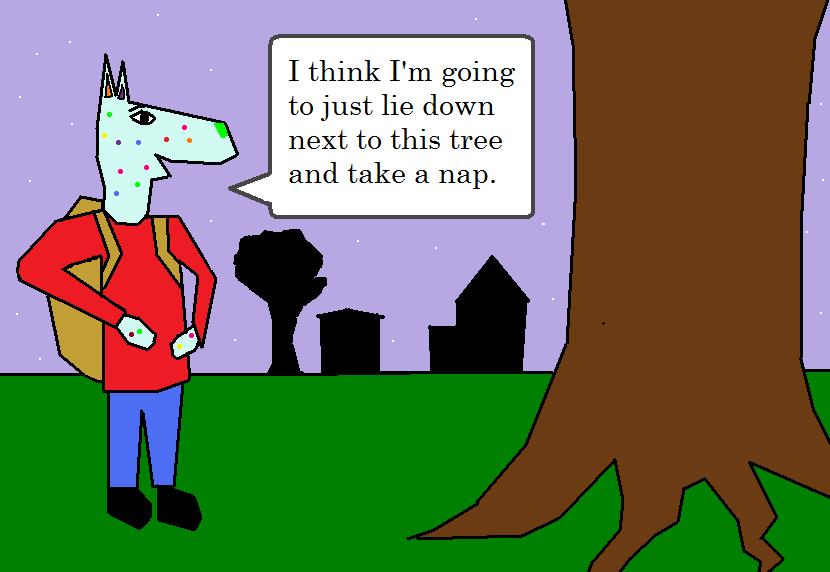 I think I'm going
to just lie down
next to this tree
and take a nap.